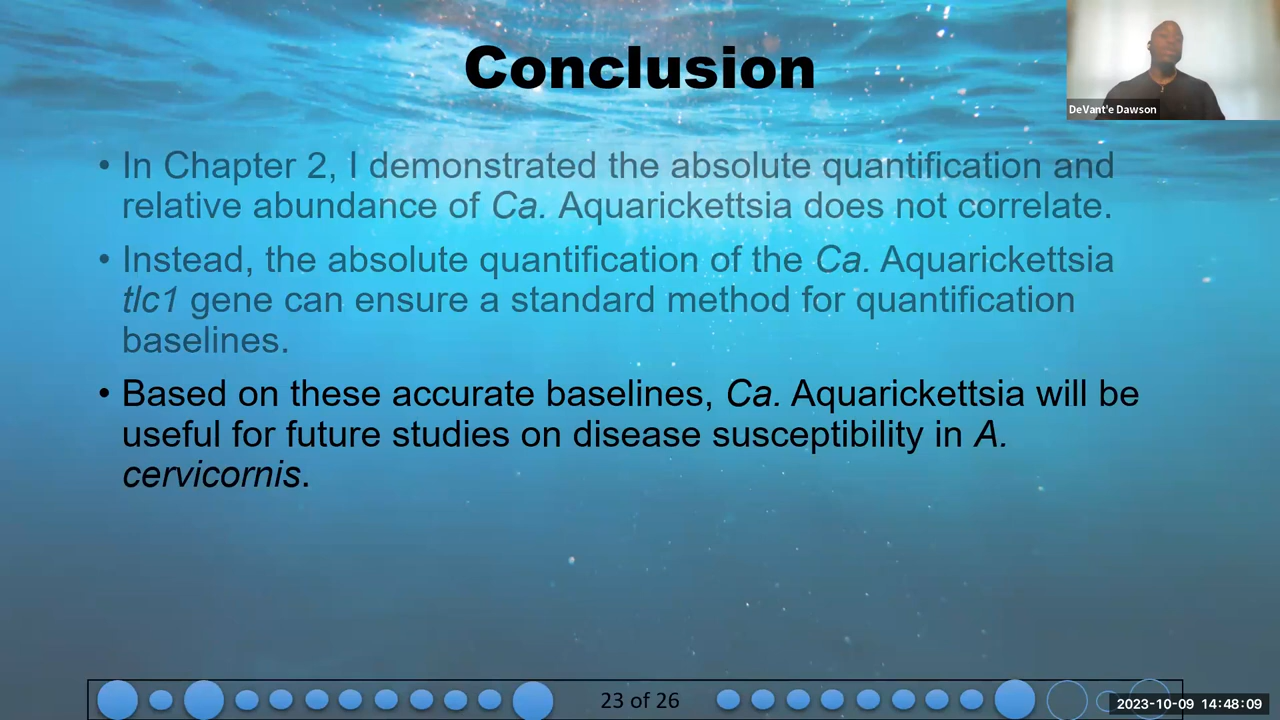 Conclusion
DeVant'e Dawson
• In Chapter 2, I demonstrated the absolute quantification and
relative abundance of Ca. Aquarickettsia does not correlate.
• Instead, the absolute quantification of the Ca. Aquarickettsia
tlc1 gene can ensure a standard method for quantification
baselines.
• Based on these accurate baselines, Ca. Aquarickettsia will be
useful for future studies on disease susceptibility in A.
cervicornis.
23 of 26
2023-10-09 14:48:09